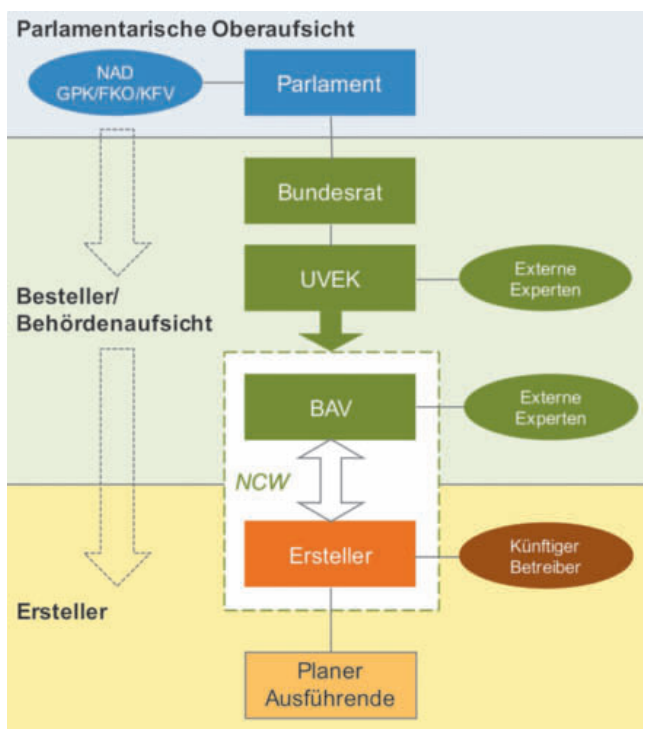 Parlamentarische Oberaufsicht
NAD
GPK/FKO/KFV
Parlament
Bundesrat
UVEK
Externe
Experten
Besteller/
Behördenaufsicht
BAV
Externe
Experten
NCW
Ersteller
Künftiger
Betreiber
Ersteller
Planer
Ausführende